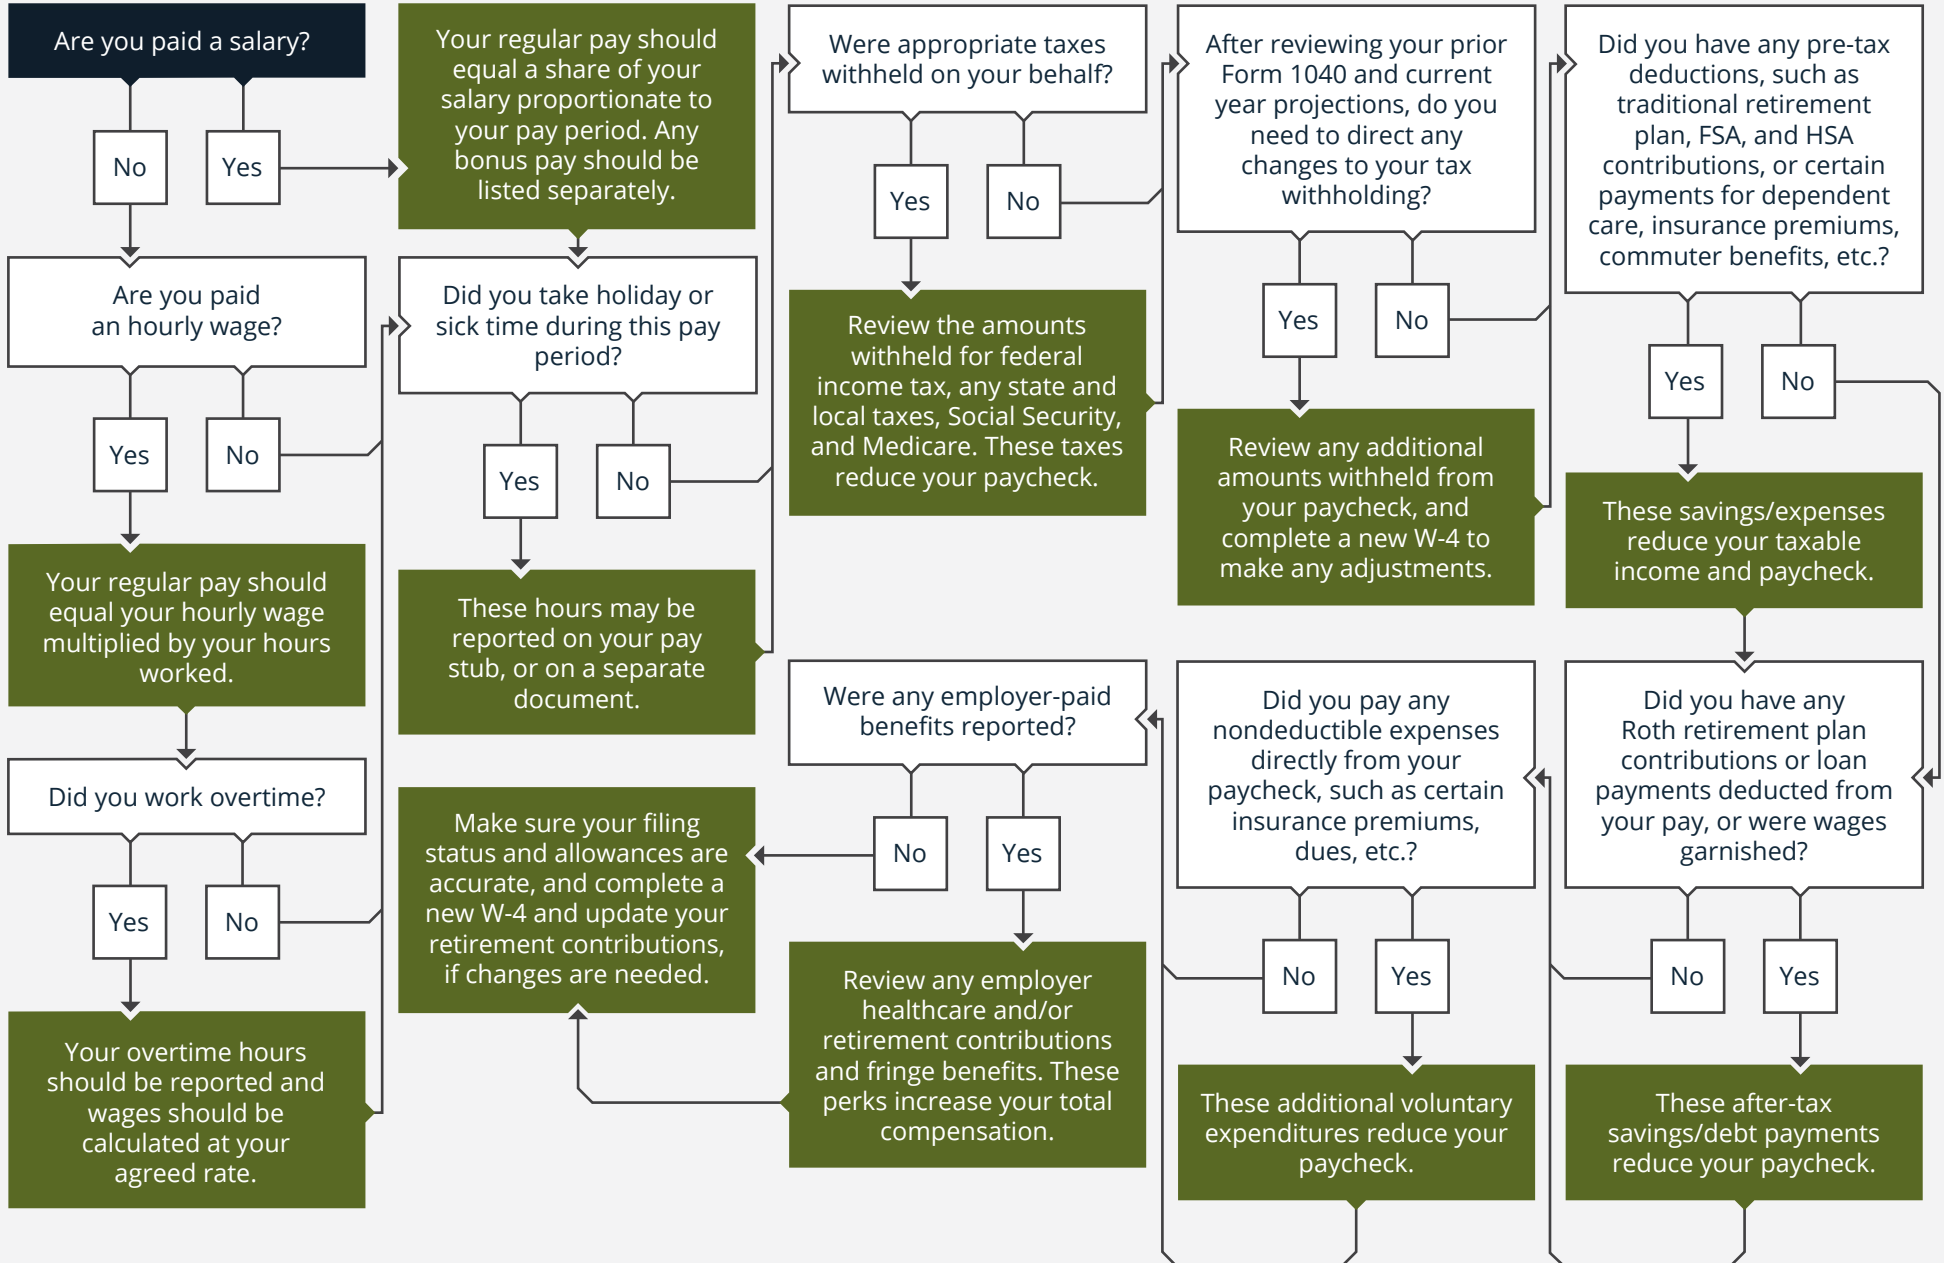 Are you paid a salary?
No
Yes
Are you paid
an hourly wage?
Yes
No
Your regular pay should
equal your hourly wage
multiplied by your hours
worked.
Did you work overtime?
Yes
No
Your overtime hours
should be reported and
wages should be
calculated at your
agreed rate.
Your regular pay should
equal a share of your
salary proportionate to
your pay period. Any
bonus pay should be
listed separately.
Did you take holiday or
sick time during this pay
period?
Yes
No
These hours may be
reported on your pay
stub, or on a separate
document.
Were appropriate taxes
withheld on your behalf?
Yes
No
Review the amounts
withheld for federal
income tax, any state and
local taxes, Social Security,
and Medicare. These taxes
reduce your paycheck.
After reviewing your prior
Form 1040 and current
year projections, do you
need to direct any
changes to your tax
withholding?
Yes
No
Review any additional
amounts withheld from
your paycheck, and
complete a new W-4 to
make any adjustments.
Did you have any pre-tax
deductions, such as
traditional retirement
plan, FSA, and HSA
contributions, or certain
payments for dependent
care, insurance premiums,
commuter benefits, etc.?
Yes
No
These savings/expenses
reduce your taxable
income and paycheck.
Did you have any
Roth retirement plan
contributions or loan
payments deducted from
your pay, or were wages
garnished?
No
Yes
These after-tax
savings/debt payments
reduce your paycheck.
Did you pay any
nondeductible expenses
directly from your
paycheck, such as certain
insurance premiums,
dues, etc.?
No
Yes
These additional voluntary
expenditures reduce your
paycheck.
Were any employer-paid
benefits reported?
No
Yes
Review any employer
healthcare and/or
retirement contributions
and fringe benefits. These
perks increase your total
compensation.
Make sure your filing
status and allowances are
accurate, and complete a
new W-4 and update your
retirement contributions,
if changes are needed.